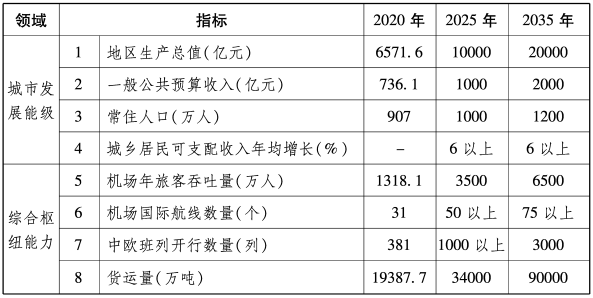 领域 指标 2020 年 2025 年 2035 年
城市发展能级
1 地区生产总值(亿元) 6571.6 10000 20000
2 一般公共预算收入(亿元) 736.1 1000 2000
3 常住人口(万人) 907 1000 1200
4 城乡居民可支配收入年均增长(%) － 6 以上 6 以上
综合枢纽能力
5 机场年旅客吞吐量(万人) 1318.1 3500 6500
6 机场国际航线数量(个) 31 50 以上 75 以上
7 中欧班列开行数量(列) 381 1000 以上 3000
8 货运量(万吨) 19387.7 34000 90000